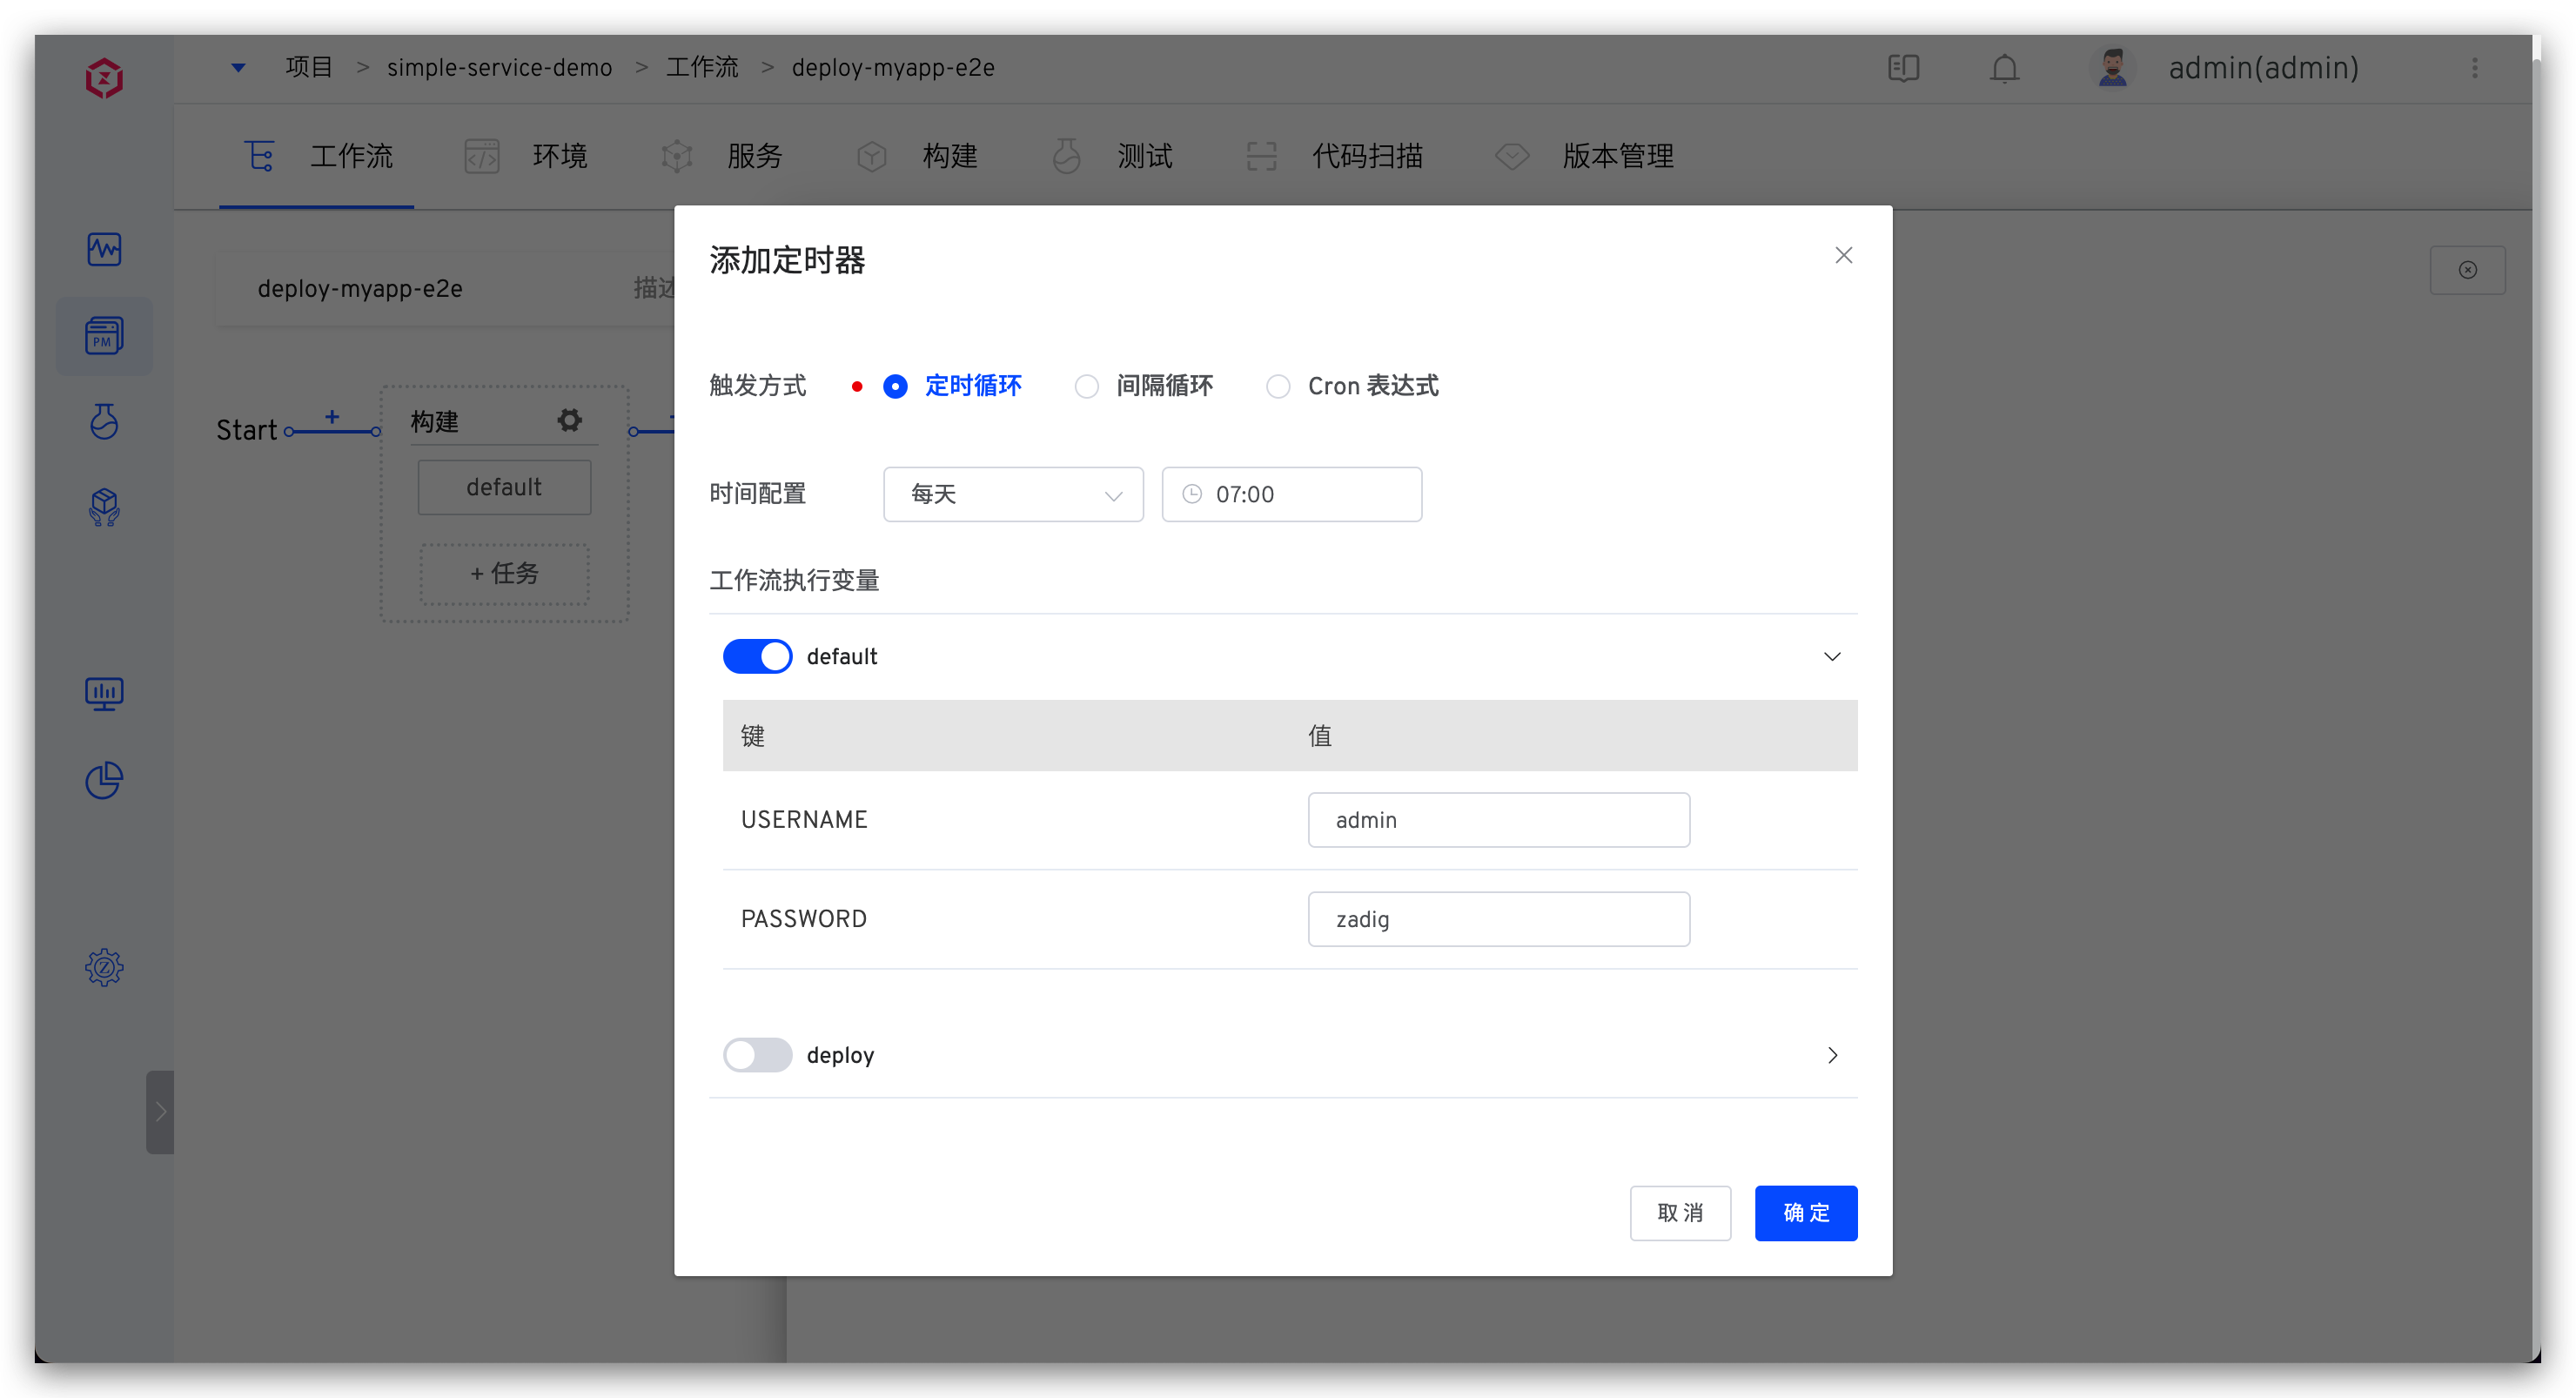 项目 > simple-service-demo > 工作流 > deploy-myapp-e2e
admin(admin)
工作流 环境 服务 构建 测试 代码扫描 版本管理
PM
deploy-myapp-e2e 描述
Start
+
构建
default
+ 任务
Z
添加定时器
触发方式 定时循环 间隔循环 Cron 表达式
时间配置 每天 07:00
工作流执行变量
default
键 值
USERNAME admin
PASSWORD zadig
deploy
取消 确定